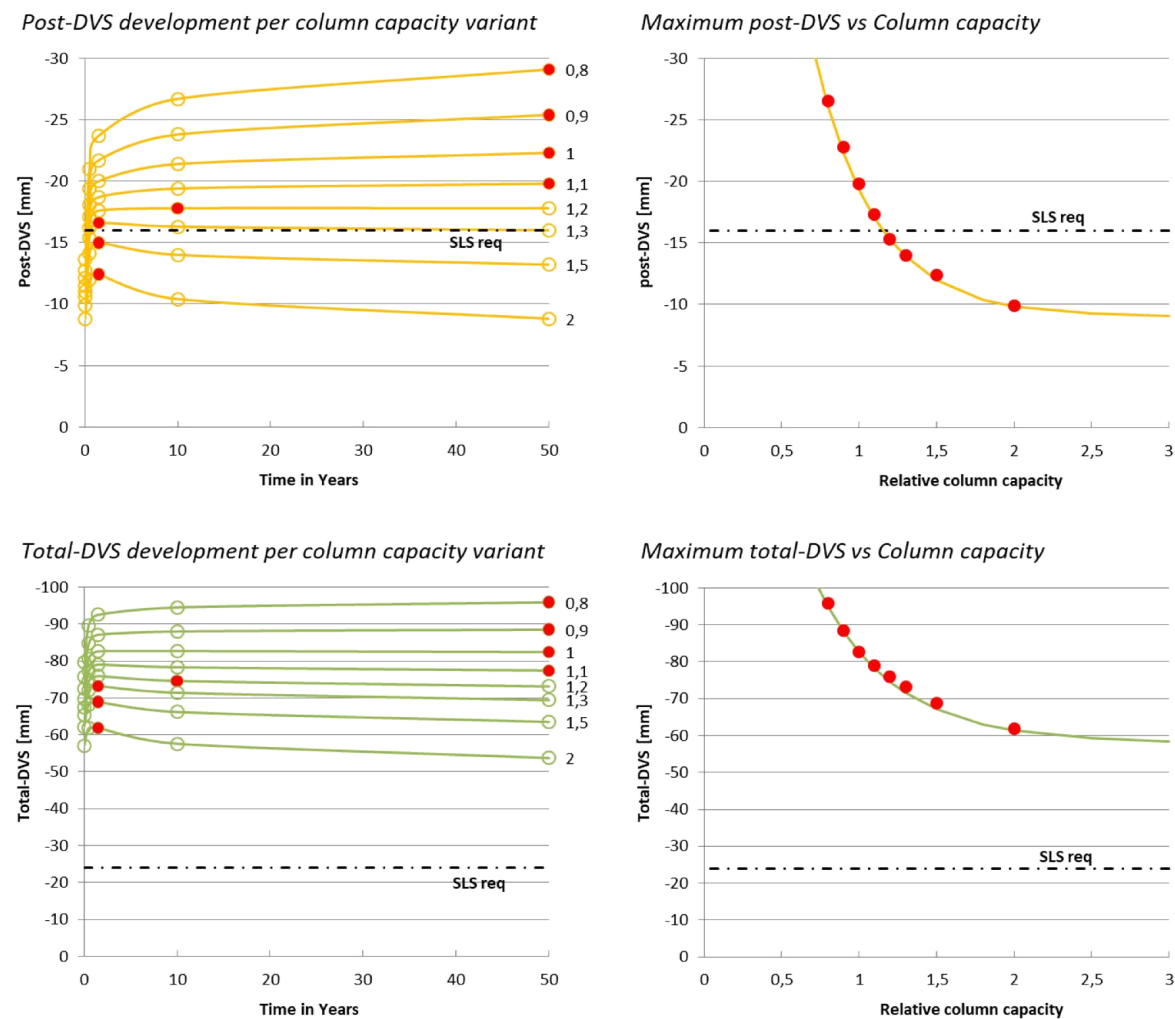 Post-DVS development per column capacity variant
Post-DVS [mm]
-30
-25
-20
-15
-10
-5
0
0 10 20 30 40 50
Time in Years
0,8
0,9
1
1,1
1,2
1,3
1,5
2
SLS req
Maximum post-DVS vs Column capacity
post-DVS [mm]
-30
-25
-20
-15
-10
-5
0
0 0,5 1 1,5 2 2,5 3
Relative column capacity
SLS req
Total-DVS development per column capacity variant
Total-DVS [mm]
-100
-90
-80
-70
-60
-50
-40
-30
-20
-10
0
0 10 20 30 40 50
Time in Years
0,8
0,9
1
1,1
1,2
1,3
1,5
2
SLS req
Maximum total-DVS vs Column capacity
Total-DVS [mm]
-100
-90
-80
-70
-60
-50
-40
-30
-20
-10
0
0 0,5 1 1,5 2 2,5 3
Relative column capacity
SLS req